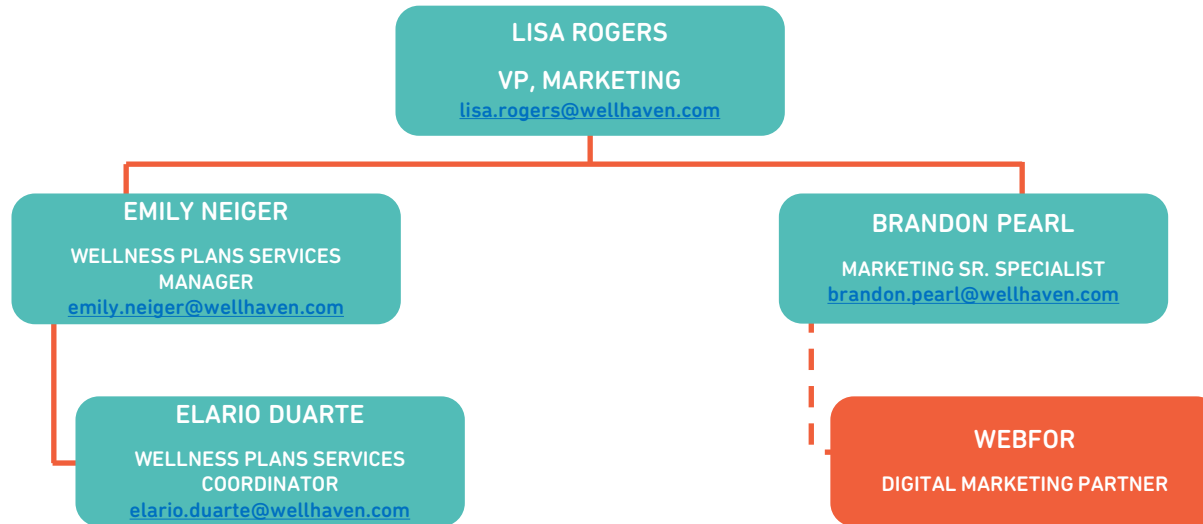 LISA ROGERS
VP, MARKETING
lisa.rogers@wellhaven.com
EMILY NEIGER
WELLNESS PLANS SERVICES
MANAGER
emily.neiger@wellhaven.com
BRANDON PEARL
MARKETING SR. SPECIALIST
brandon.pearl@wellhaven.com
ELARIO DUARTE
WELLNESS PLANS SERVICES
COORDINATOR
elario.duarte@wellhaven.com
WEBFOR
DIGITAL MARKETING PARTNER